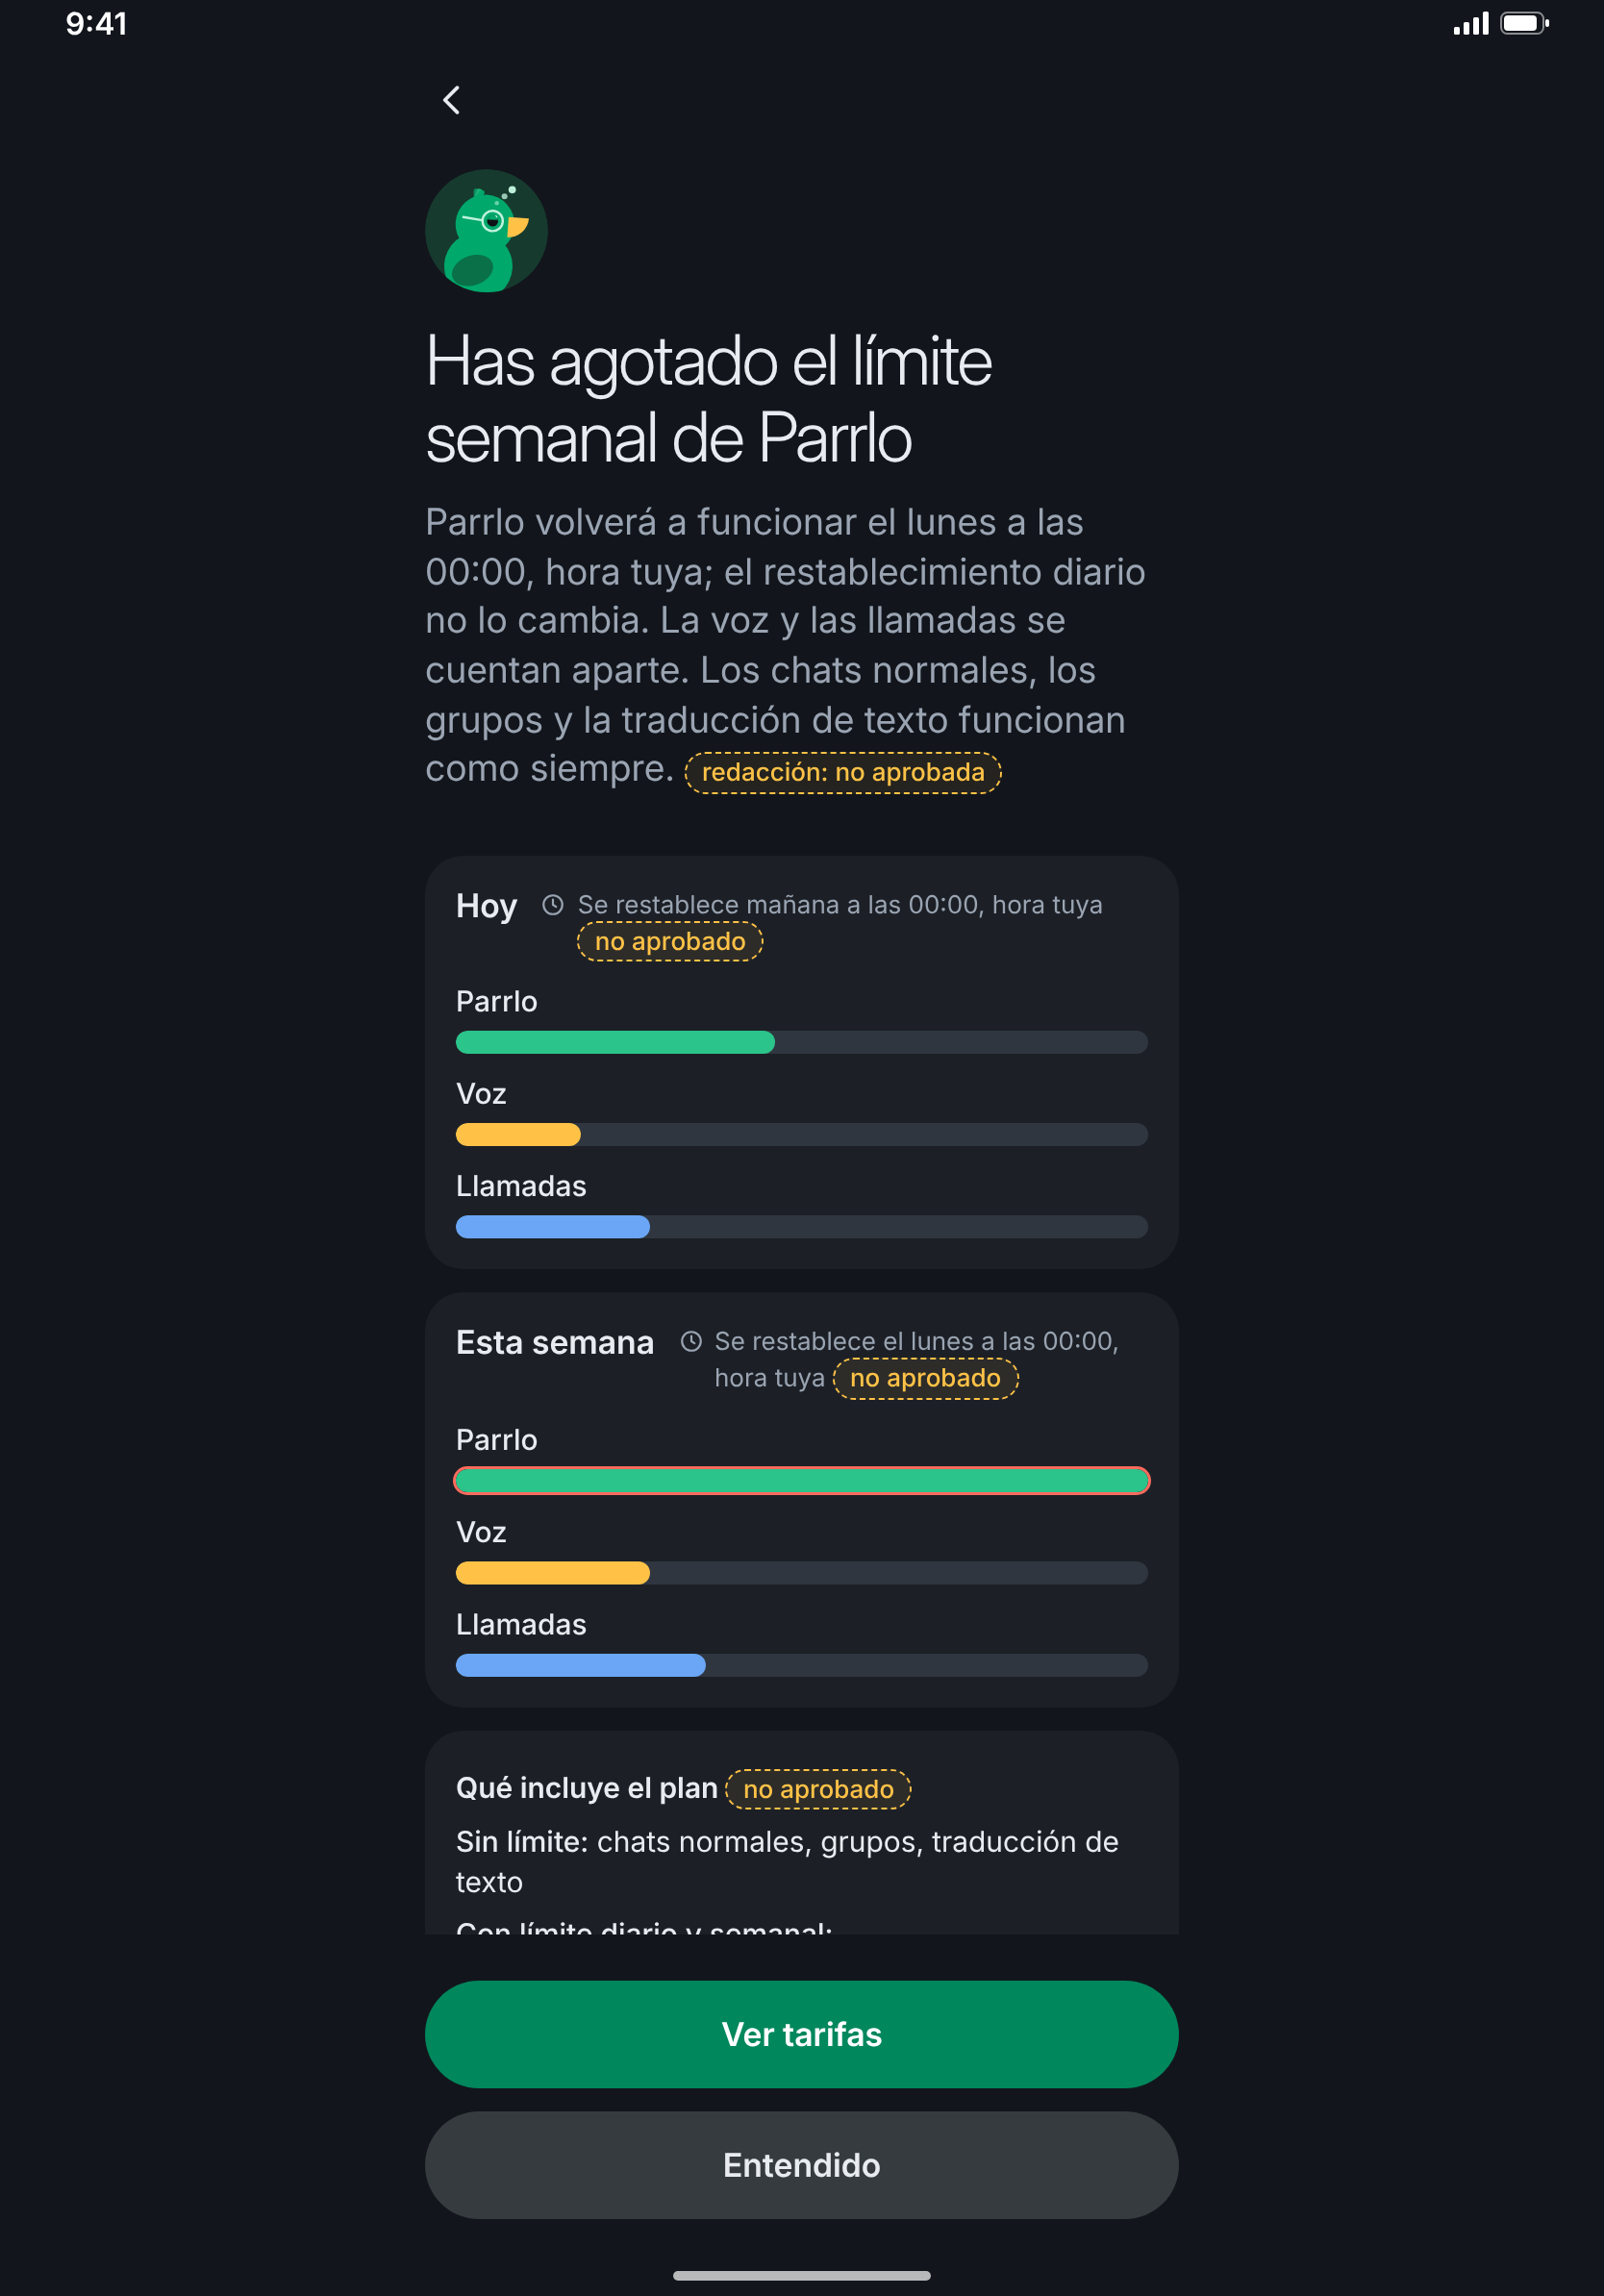 9:41
Has agotado el límite
semanal de Parrlo
Parrlo volverá a funcionar el lunes a las
00:00, hora tuya; el restablecimiento diario
no lo cambia. La voz y las llamadas se
cuentan aparte. Los chats normales, los
grupos y la traducción de texto funcionan
como siempre. redacción: no aprobada
Hoy Se restablece mañana a las 00:00, hora tuya
no aprobado
Parrlo
Voz
Llamadas
Esta semana Se restablece el lunes a las 00:00,
hora tuya no aprobado
Parrlo
Voz
Llamadas
Qué incluye el plan no aprobado
Sin límite: chats normales, grupos, traducción de
texto
Con límite diario y semanal:
Ver tarifas
Entendido